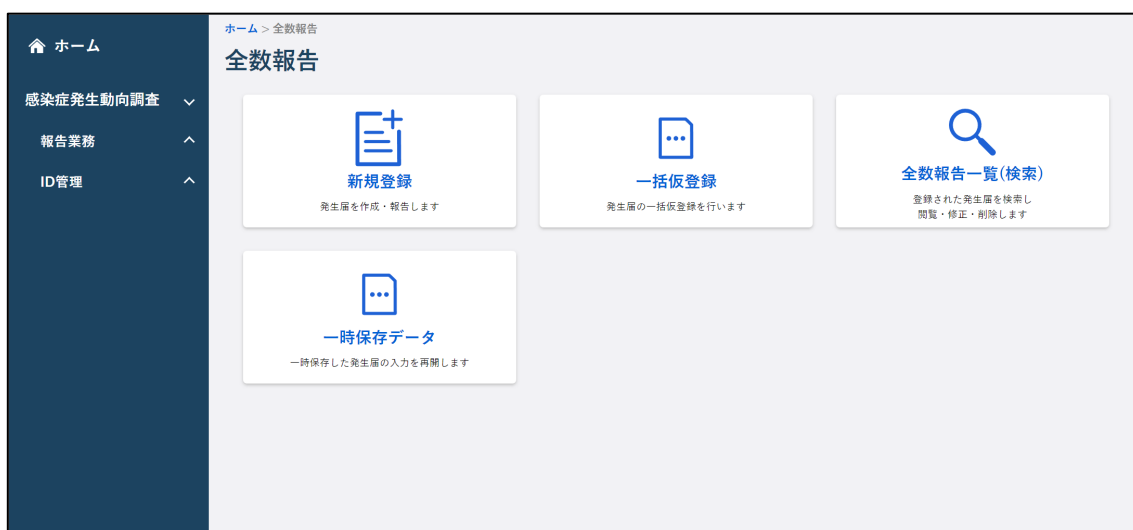 ホーム
感染症発生動向調査
報告業務
ID管理
ホーム > 全数報告
全数報告
新規登録
発生届を作成・報告します
一括仮登録
発生届の一括仮登録を行います
全数報告一覧(検索)
登録された発生届を検索し
閲覧・修正・削除します
一時保存データ
一時保存した発生届の入力を再開します